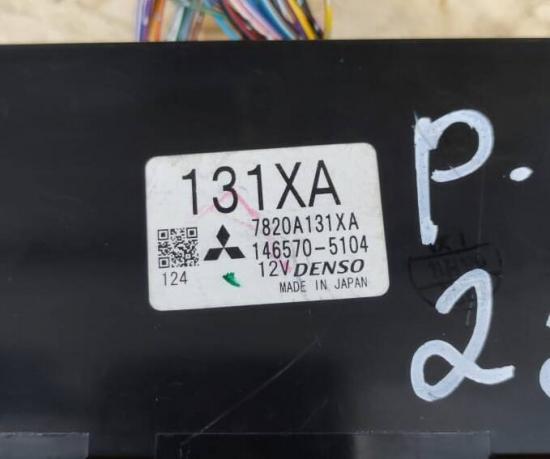 131XA
7820A131XA
146570-5104
12V DENSO
124
MADE IN JAPAN
P.
2